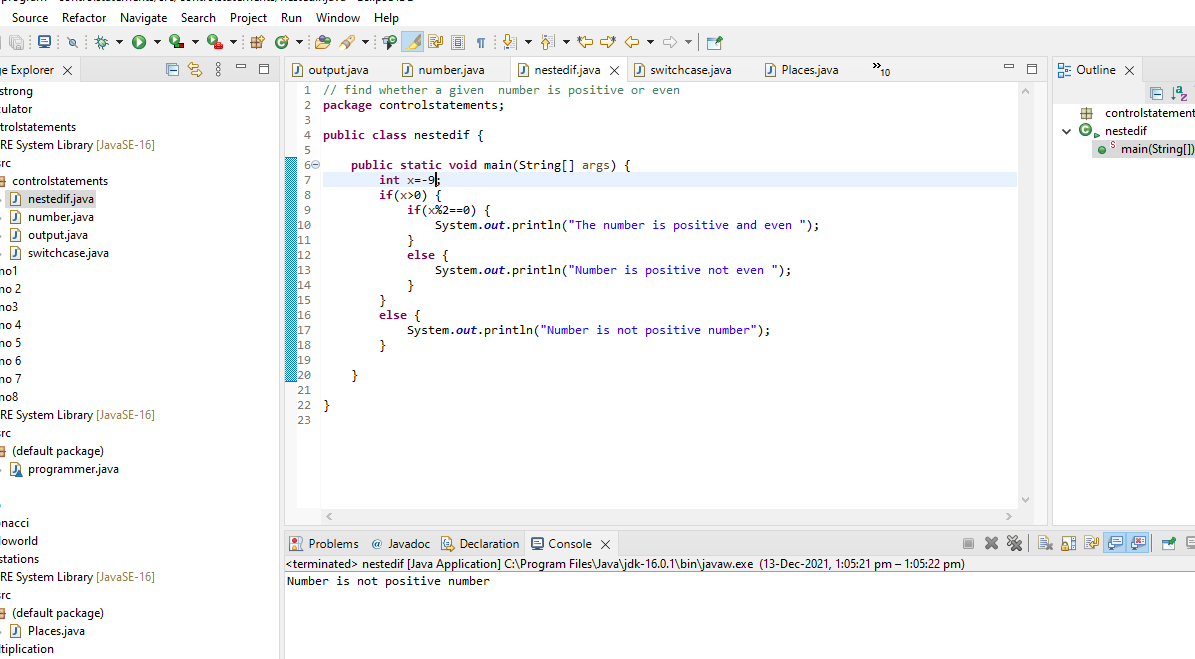 Source Refactor Navigate Search Project Run Window Help
e Explorer
output.java number.java nestedif.java switchcase.java Places.java »10
Outline
strong
ulator
trolstatements
RE System Library [JavaSE-16]
rc
controlstatements
nestedif.java
number.java
output.java
switchcase.java
no1
no 2
no3
no 4
no 5
no 6
no 7
no8
RE System Library [JavaSE-16]
rc
(default package)
programmer.java
nacci
loworld
stations
RE System Library [JavaSE-16]
rc
(default package)
Places.java
tiplication
1 // find whether a given  number is positive or even
2 package controlstatements;
3
4 public class nestedif {
5
6     public static void main(String[] args) {
7         int x=-9;
8         if(x>0) {
9             if(x%2==0) {
10                 System.out.println("The number is positive and even ");
11             }
12             else {
13                 System.out.println("Number is positive not even ");
14             }
15         }
16         else {
17             System.out.println("Number is not positive number");
18         }
19
20     }
21
22 }
23
controlstatement
nestedif
main(String[])
Problems @ Javadoc Declaration Console
<terminated> nestedif [Java Application] C:\Program Files\Java\jdk-16.0.1\bin\javaw.exe (13-Dec-2021, 1:05:21 pm – 1:05:22 pm)
Number is not positive number